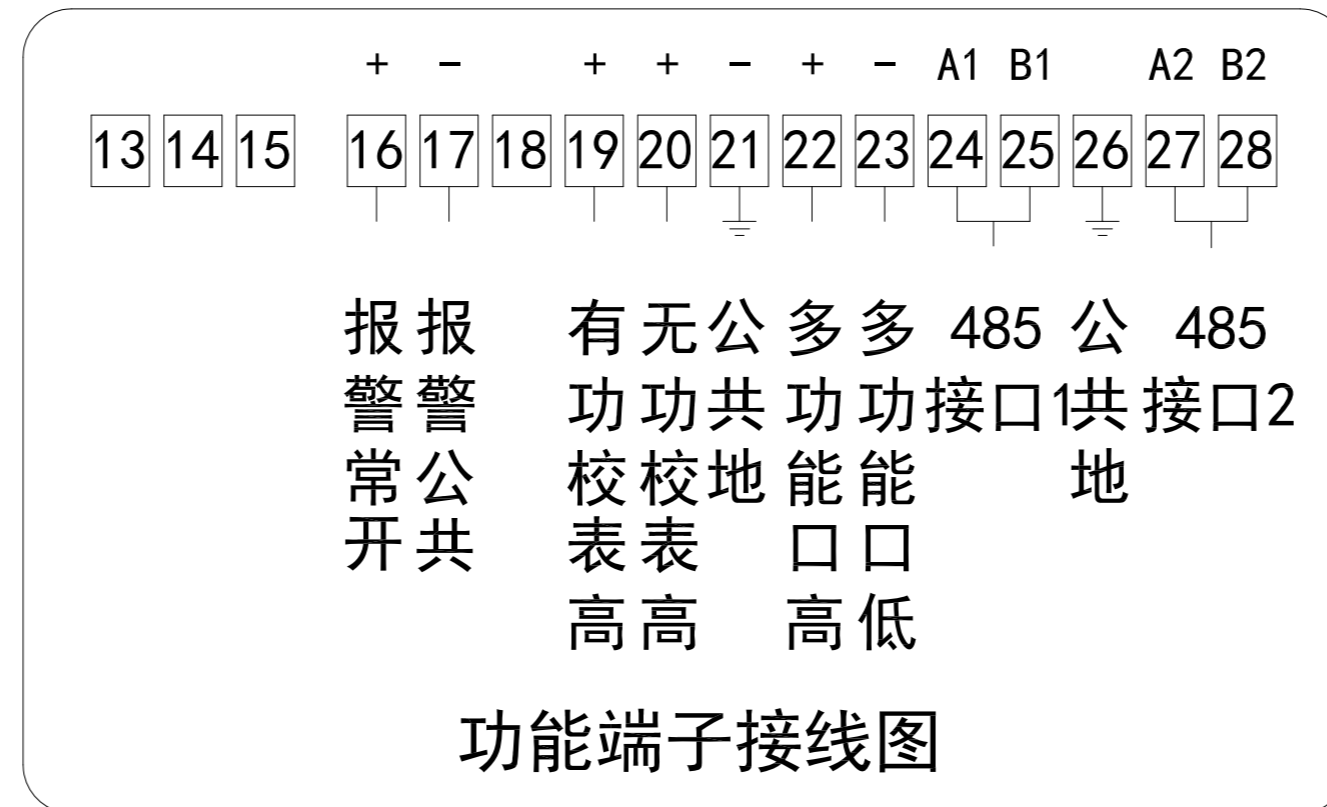 + − + + − + − A1 B1 A2 B2
13 14 15 16 17 18 19 20 21 22 23 24 25 26 27 28
报警常开
报警公共
有功校表高
无功校表高
公共地
多功能口高
多功能口低
485
接口1
公共地
485
接口2
功能端子接线图